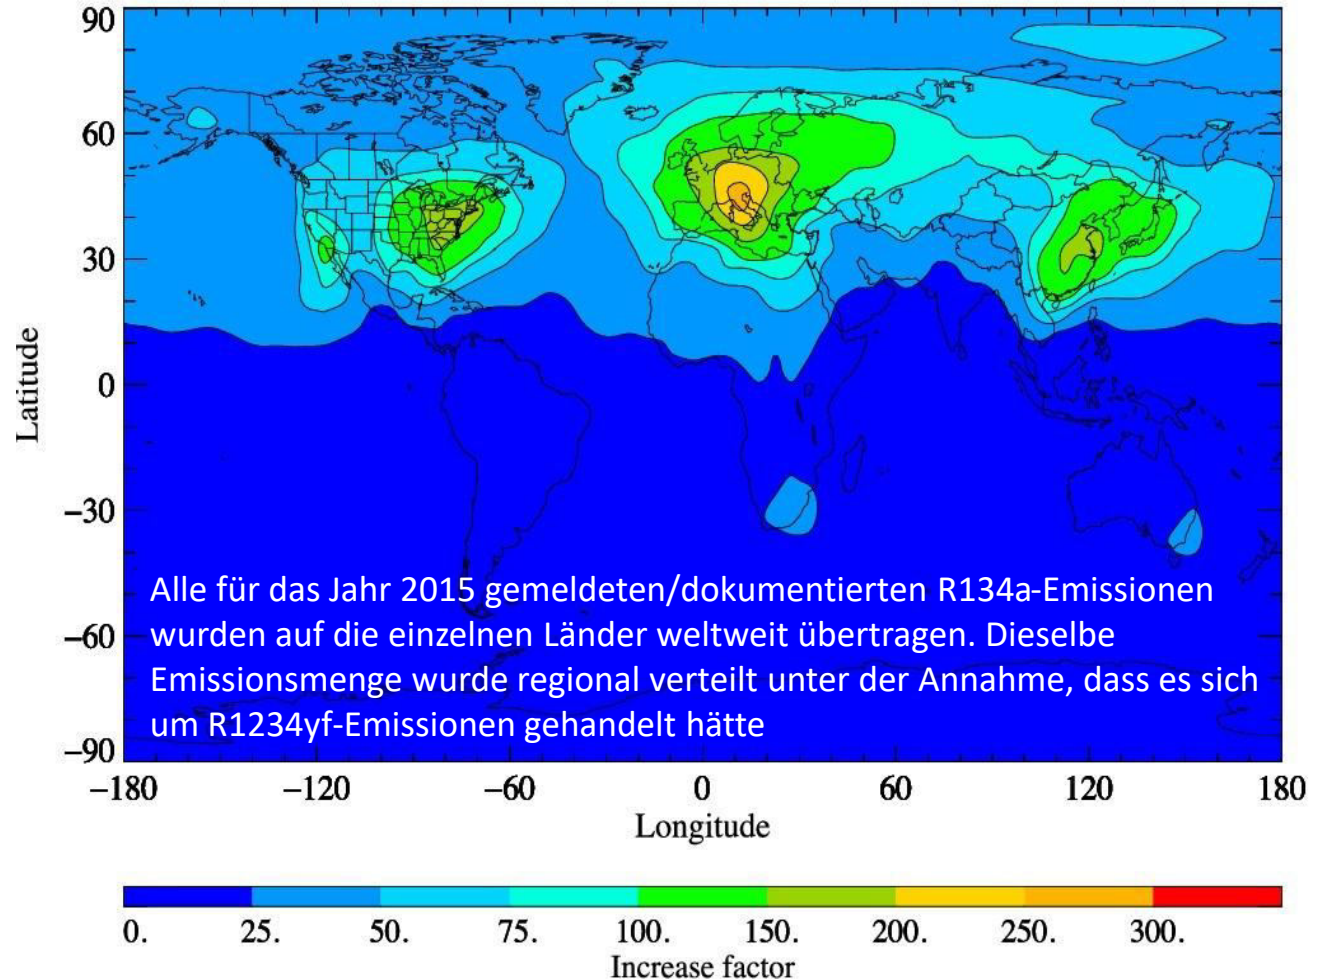 90
60
30
0
−30
−60
−90
Latitude
Alle für das Jahr 2015 gemeldeten/dokumentierten R134a-Emissionen
wurden auf die einzelnen Länder weltweit übertragen. Dieselbe
Emissionsmenge wurde regional verteilt unter der Annahme, dass es sich
um R1234yf-Emissionen gehandelt hätte
−180 −120 −60 0 60 120 180
Longitude
0. 25. 50. 75. 100. 150. 200. 250. 300.
Increase factor